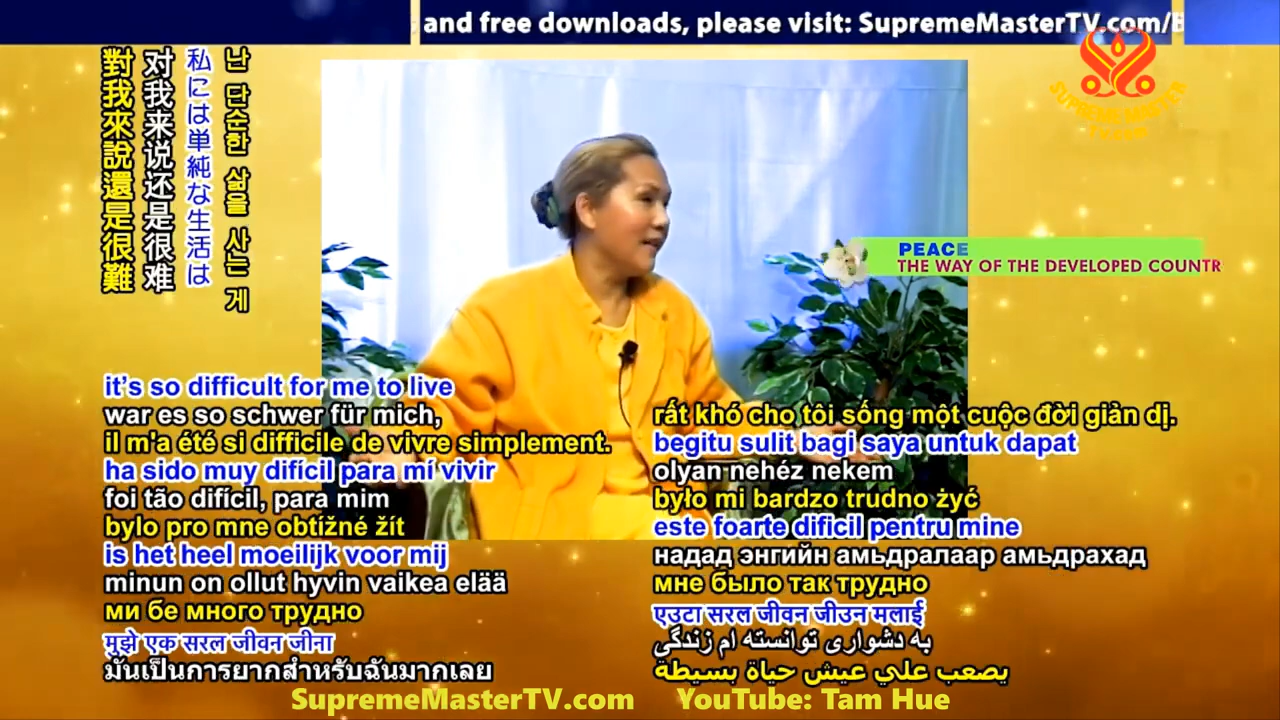 and free downloads, please visit: SupremeMasterTV.com/
SUPREME MASTER
TV.com
난 단순한 삶을 사는 게
私には単純な生活は
对我来说还是很难
對我來說還是很難
PEACE
THE WAY OF THE DEVELOPED COUNTR
it's so difficult for me to live
war es so schwer für mich,
il m'a été si difficile de vivre simplement.
ha sido muy difícil para mí vivir
foi tão difícil, para mim
bylo pro mne obtížné žít
is het heel moeilijk voor mij
minun on ollut hyvin vaikea elää
ми бе много трудно
मुझे एक सरल जीवन जीना
มันเป็นการยากสำหรับฉันมากเลย
rất khó cho tôi sống một cuộc đời giản dị.
begitu sulit bagi saya untuk dapat
olyan nehéz nekem
było mi bardzo trudno żyć
este foarte dificil pentru mine
надад энгийн амьдралаар амьдрахад
мне было так трудно
एउटा सरल जीवन जीउन मलाई
به دشواری توانسته ام زندگی
يصعب علي عيش حياة بسيطة
SupremeMasterTV.com YouTube: Tam Hue